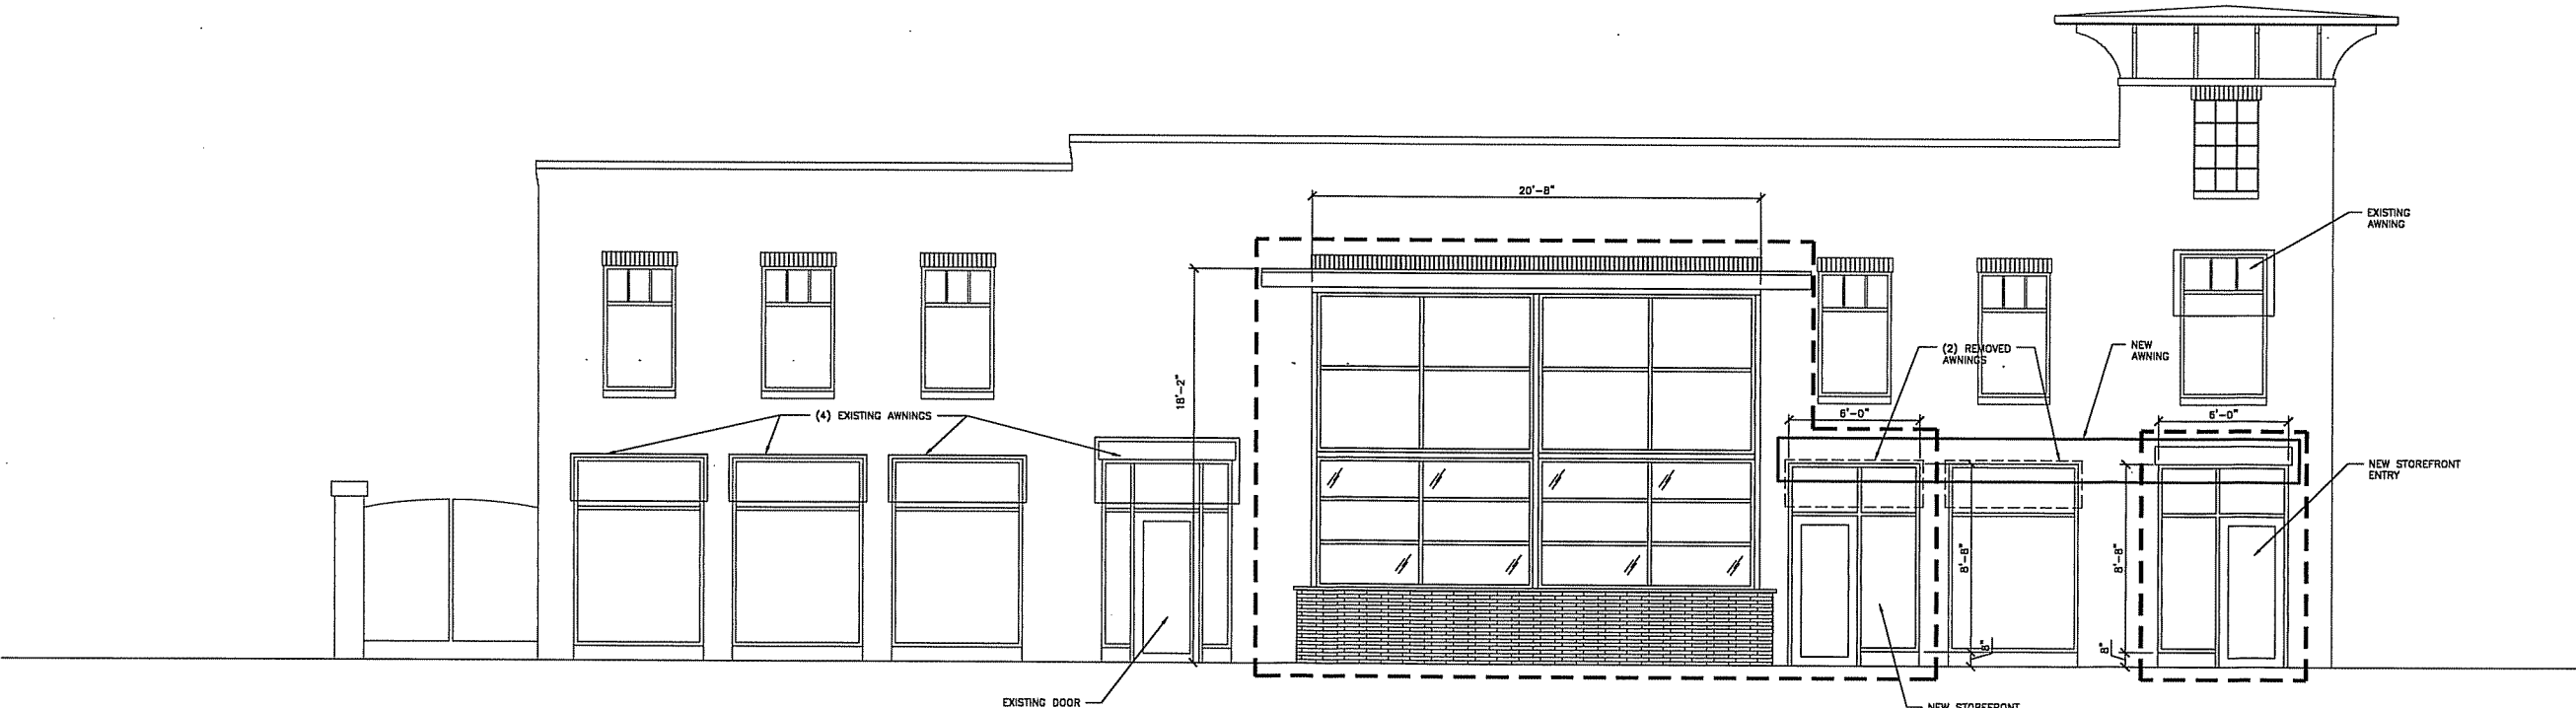 20'-8"
EXISTING
AWNING
18'-2"
(2) REMOVED
AWNINGS
NEW
AWNING
(4) EXISTING AWNINGS
6'-0"
6'-0"
NEW STOREFRONT
ENTRY
8'-8"
8'-8"
8"
8"
EXISTING DOOR
NEW STOREFRONT